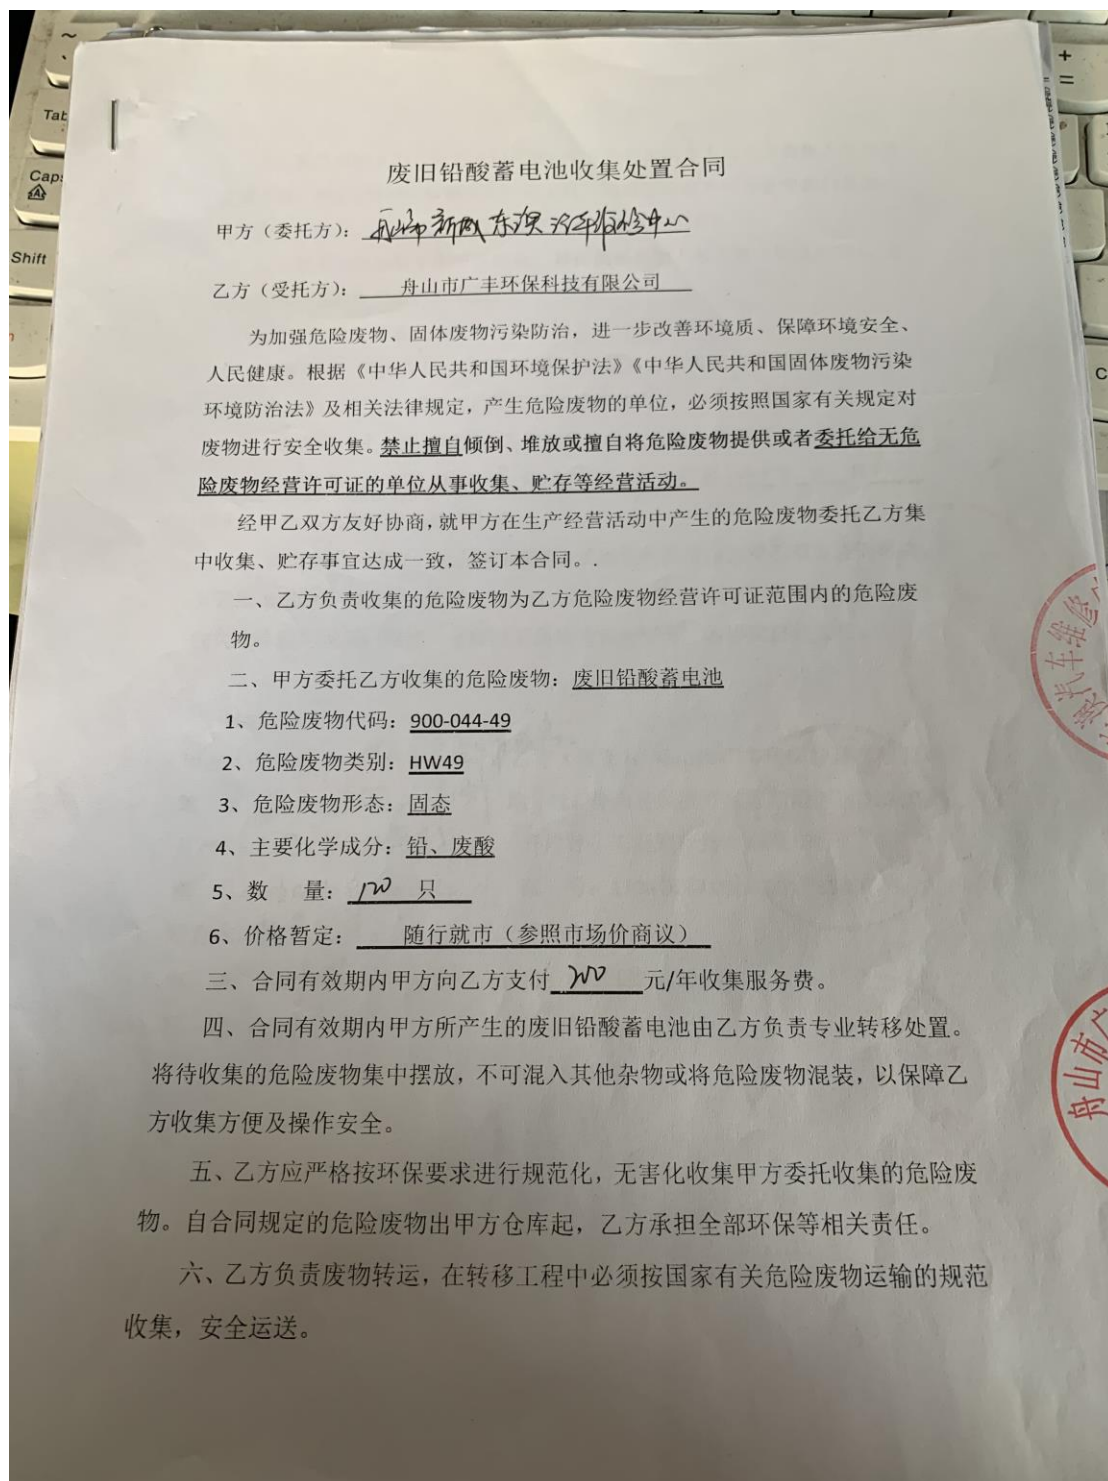 废旧铅酸蓄电池收集处置合同
甲方（委托方）：舟山市新城东澳汽车维修中心
乙方（受托方）：舟山市广丰环保科技有限公司
为加强危险废物、固体废物污染防治，进一步改善环境质、保障环境安全、
人民健康。根据《中华人民共和国环境保护法》《中华人民共和国固体废物污染
环境防治法》及相关法律规定，产生危险废物的单位，必须按照国家有关规定对
废物进行安全收集。禁止擅自倾倒、堆放或擅自将危险废物提供或者委托给无危
险废物经营许可证的单位从事收集、贮存等经营活动。
经甲乙双方友好协商，就甲方在生产经营活动中产生的危险废物委托乙方集
中收集、贮存事宜达成一致，签订本合同。.
一、乙方负责收集的危险废物为乙方危险废物经营许可证范围内的危险废
物。
二、甲方委托乙方收集的危险废物：废旧铅酸蓄电池
1、危险废物代码：900-044-49
2、危险废物类别：HW49
3、危险废物形态：固态
4、主要化学成分：铅、废酸
5、数 量：120 只
6、价格暂定：随行就市（参照市场价商议）
三、合同有效期内甲方向乙方支付 200 元/年收集服务费。
四、合同有效期内甲方所产生的废旧铅酸蓄电池由乙方负责专业转移处置。
将待收集的危险废物集中摆放，不可混入其他杂物或将危险废物混装，以保障乙
方收集方便及操作安全。
五、乙方应严格按环保要求进行规范化，无害化收集甲方委托收集的危险废
物。自合同规定的危险废物出甲方仓库起，乙方承担全部环保等相关责任。
六、乙方负责废物转运，在转移工程中必须按国家有关危险废物运输的规范
收集，安全运送。
汽车维修
舟山市广
Tab
Caps
Shift